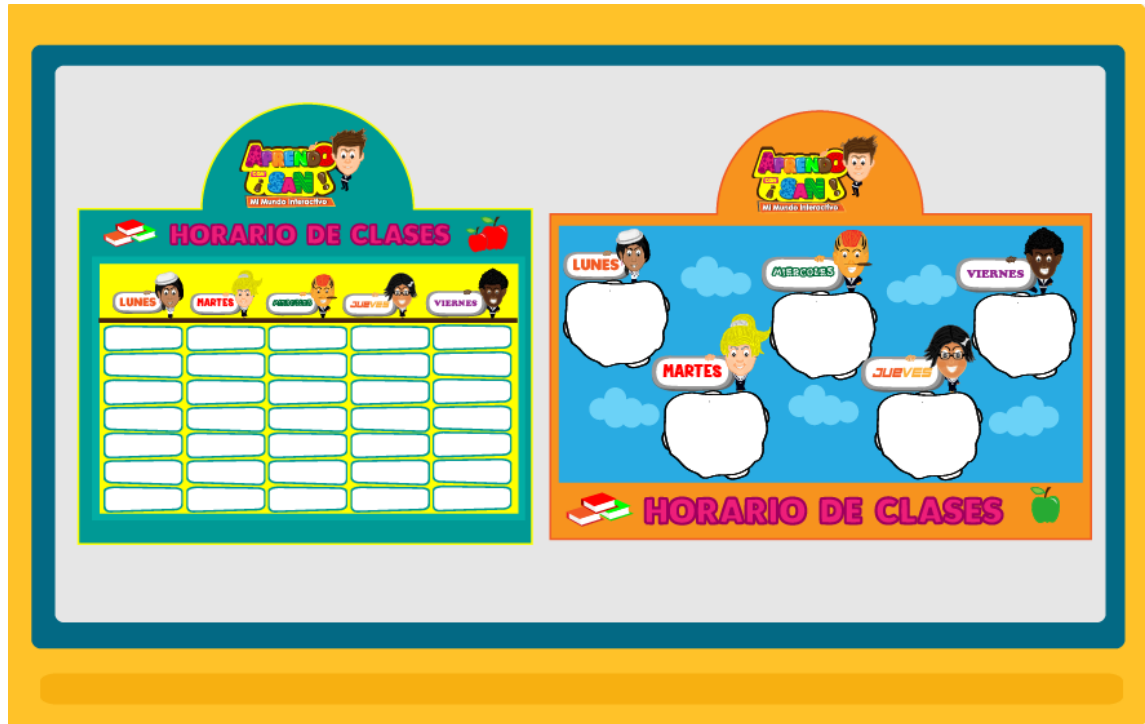 APRENDO
CON
¡SAN!
Mi Mundo Interactivo
HORARIO DE CLASES
LUNES
MARTES
MIERCOLES
JUEVES
VIERNES
APRENDO
CON
¡SAN!
Mi Mundo Interactivo
LUNES
MIERCOLES
VIERNES
MARTES
JUEVES
HORARIO DE CLASES